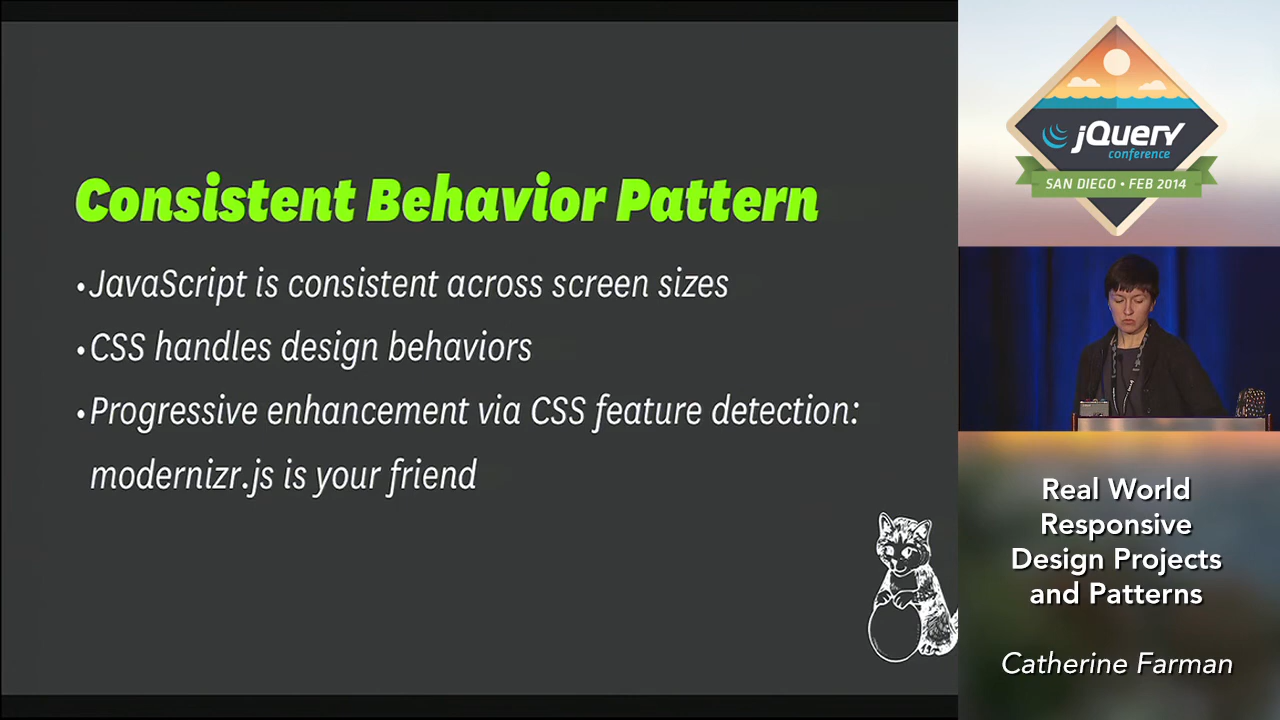 Consistent Behavior Pattern
•JavaScript is consistent across screen sizes
•CSS handles design behaviors
•Progressive enhancement via CSS feature detection:
modernizr.js is your friend
jQuery
conference
SAN DIEGO • FEB 2014
Real World
Responsive
Design Projects
and Patterns
Catherine Farman